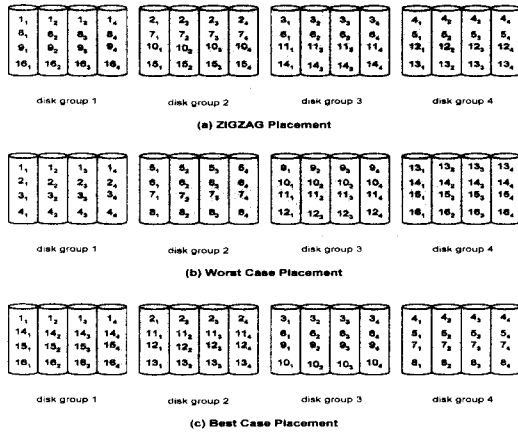 1₁ 1₂ 1₃ 1₄ 2₁ 2₂ 2₃ 2₄ 3₁ 3₂ 3₃ 3₄ 4₁ 4₂ 4₃ 4₄
8₁ 8₂ 8₃ 8₄ 7₁ 7₂ 7₃ 7₄ 6₁ 6₂ 6₃ 6₄ 5₁ 5₂ 5₃ 5₄
9₁ 9₂ 9₃ 9₄ 10₁ 10₂ 10₃ 10₄ 11₁ 11₂ 11₃ 11₄ 12₁ 12₂ 12₃ 12₄
16₁ 16₂ 16₃ 16₄ 15₁ 15₂ 15₃ 15₄ 14₁ 14₂ 14₃ 14₄ 13₁ 13₂ 13₃ 13₄
disk group 1 disk group 2 disk group 3 disk group 4
(a) ZIGZAG Placement
1₁ 1₂ 1₃ 1₄ 5₁ 5₂ 5₃ 5₄ 9₁ 9₂ 9₃ 9₄ 13₁ 13₂ 13₃ 13₄
2₁ 2₂ 2₃ 2₄ 6₁ 6₂ 6₃ 6₄ 10₁ 10₂ 10₃ 10₄ 14₁ 14₂ 14₃ 14₄
3₁ 3₂ 3₃ 3₄ 7₁ 7₂ 7₃ 7₄ 11₁ 11₂ 11₃ 11₄ 15₁ 15₂ 15₃ 15₄
4₁ 4₂ 4₃ 4₄ 8₁ 8₂ 8₃ 8₄ 12₁ 12₂ 12₃ 12₄ 16₁ 16₂ 16₃ 16₄
disk group 1 disk group 2 disk group 3 disk group 4
(b) Worst Case Placement
1₁ 1₂ 1₃ 1₄ 2₁ 2₂ 2₃ 2₄ 3₁ 3₂ 3₃ 3₄ 4₁ 4₂ 4₃ 4₄
14₁ 14₂ 14₃ 14₄ 11₁ 11₂ 11₃ 11₄ 6₁ 6₂ 6₃ 6₄ 5₁ 5₂ 5₃ 5₄
15₁ 15₂ 15₃ 15₄ 12₁ 12₂ 12₃ 12₄ 9₁ 9₂ 9₃ 9₄ 7₁ 7₂ 7₃ 7₄
16₁ 16₂ 16₃ 16₄ 13₁ 13₂ 13₃ 13₄ 10₁ 10₂ 10₃ 10₄ 8₁ 8₂ 8₃ 8₄
disk group 1 disk group 2 disk group 3 disk group 4
(c) Best Case Placement